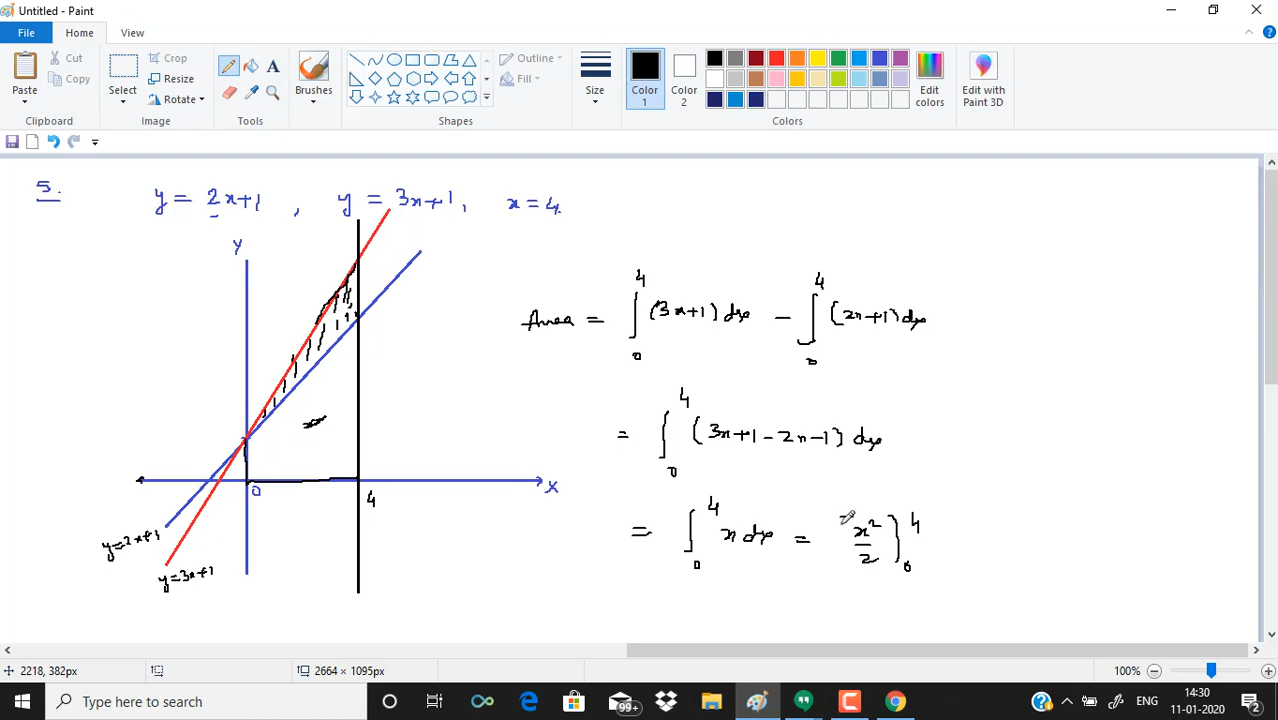 Untitled - Paint
File Home View
Paste Cut Copy Clipboard
Select Crop Resize Rotate Image
Tools
Brushes
Shapes Outline Fill
Size
Color 1 Color 2 Edit colors Colors
Edit with Paint 3D
5. y = 2x+1 , y = 3x+1, x = 4
Y
Area = ∫₀⁴ (3x+1) dx − ∫₀⁴ (2x+1) dx
= ∫₀⁴ (3x+1−2x−1) dx
0 4 X
= ∫₀⁴ x dx = x²/2]₀⁴
y=2x+1
y=3x+1
2218, 382px 2664 × 1095px 100%
Type here to search 99+ ENG 14:30 11-01-2020 2